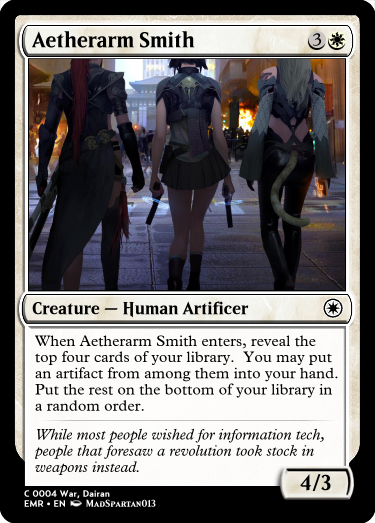 Aetherarm Smith 3
Creature — Human Artificer
When Aetherarm Smith enters, reveal the
top four cards of your library.  You may put
an artifact from among them into your hand.
Put the rest on the bottom of your library in
a random order.
While most people wished for information tech,
people that foresaw a revolution took stock in
weapons instead.
4/3
C 0004 War, Dairan
EMR • EN MadSpartan013